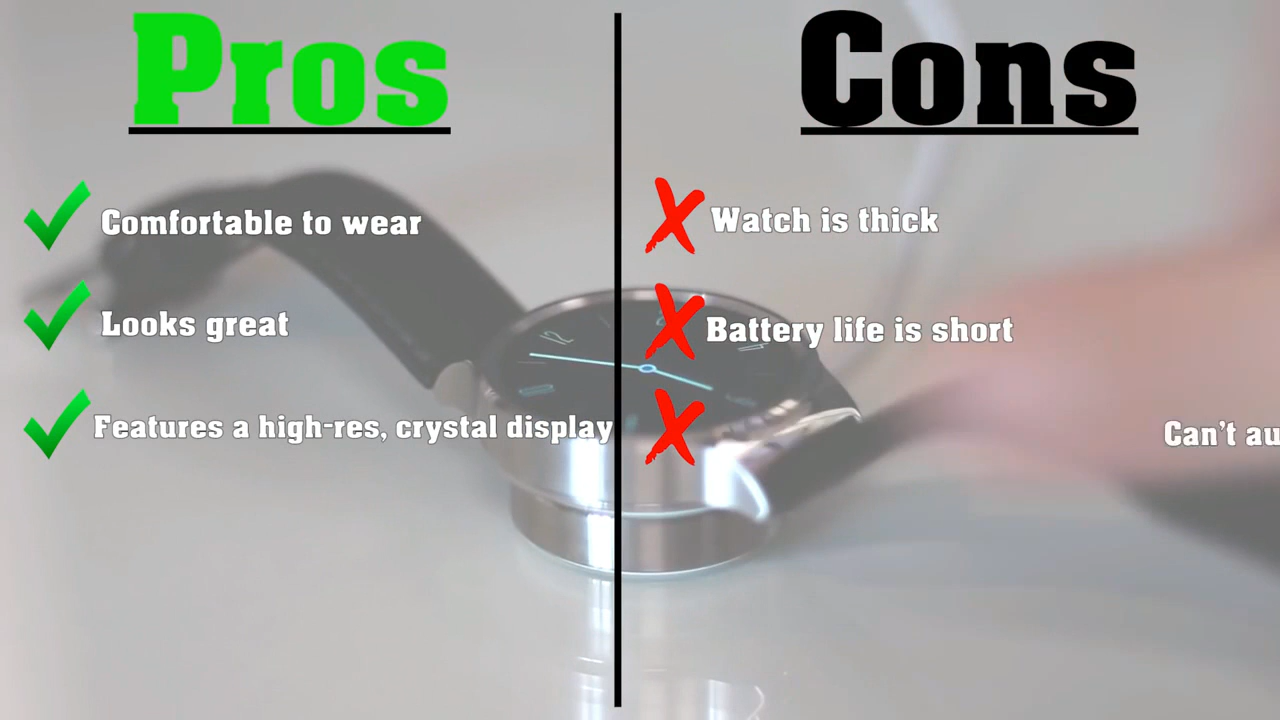 Pros
Comfortable to wear
Looks great
Features a high-res, crystal display
Cons
Watch is thick
Battery life is short
Can't